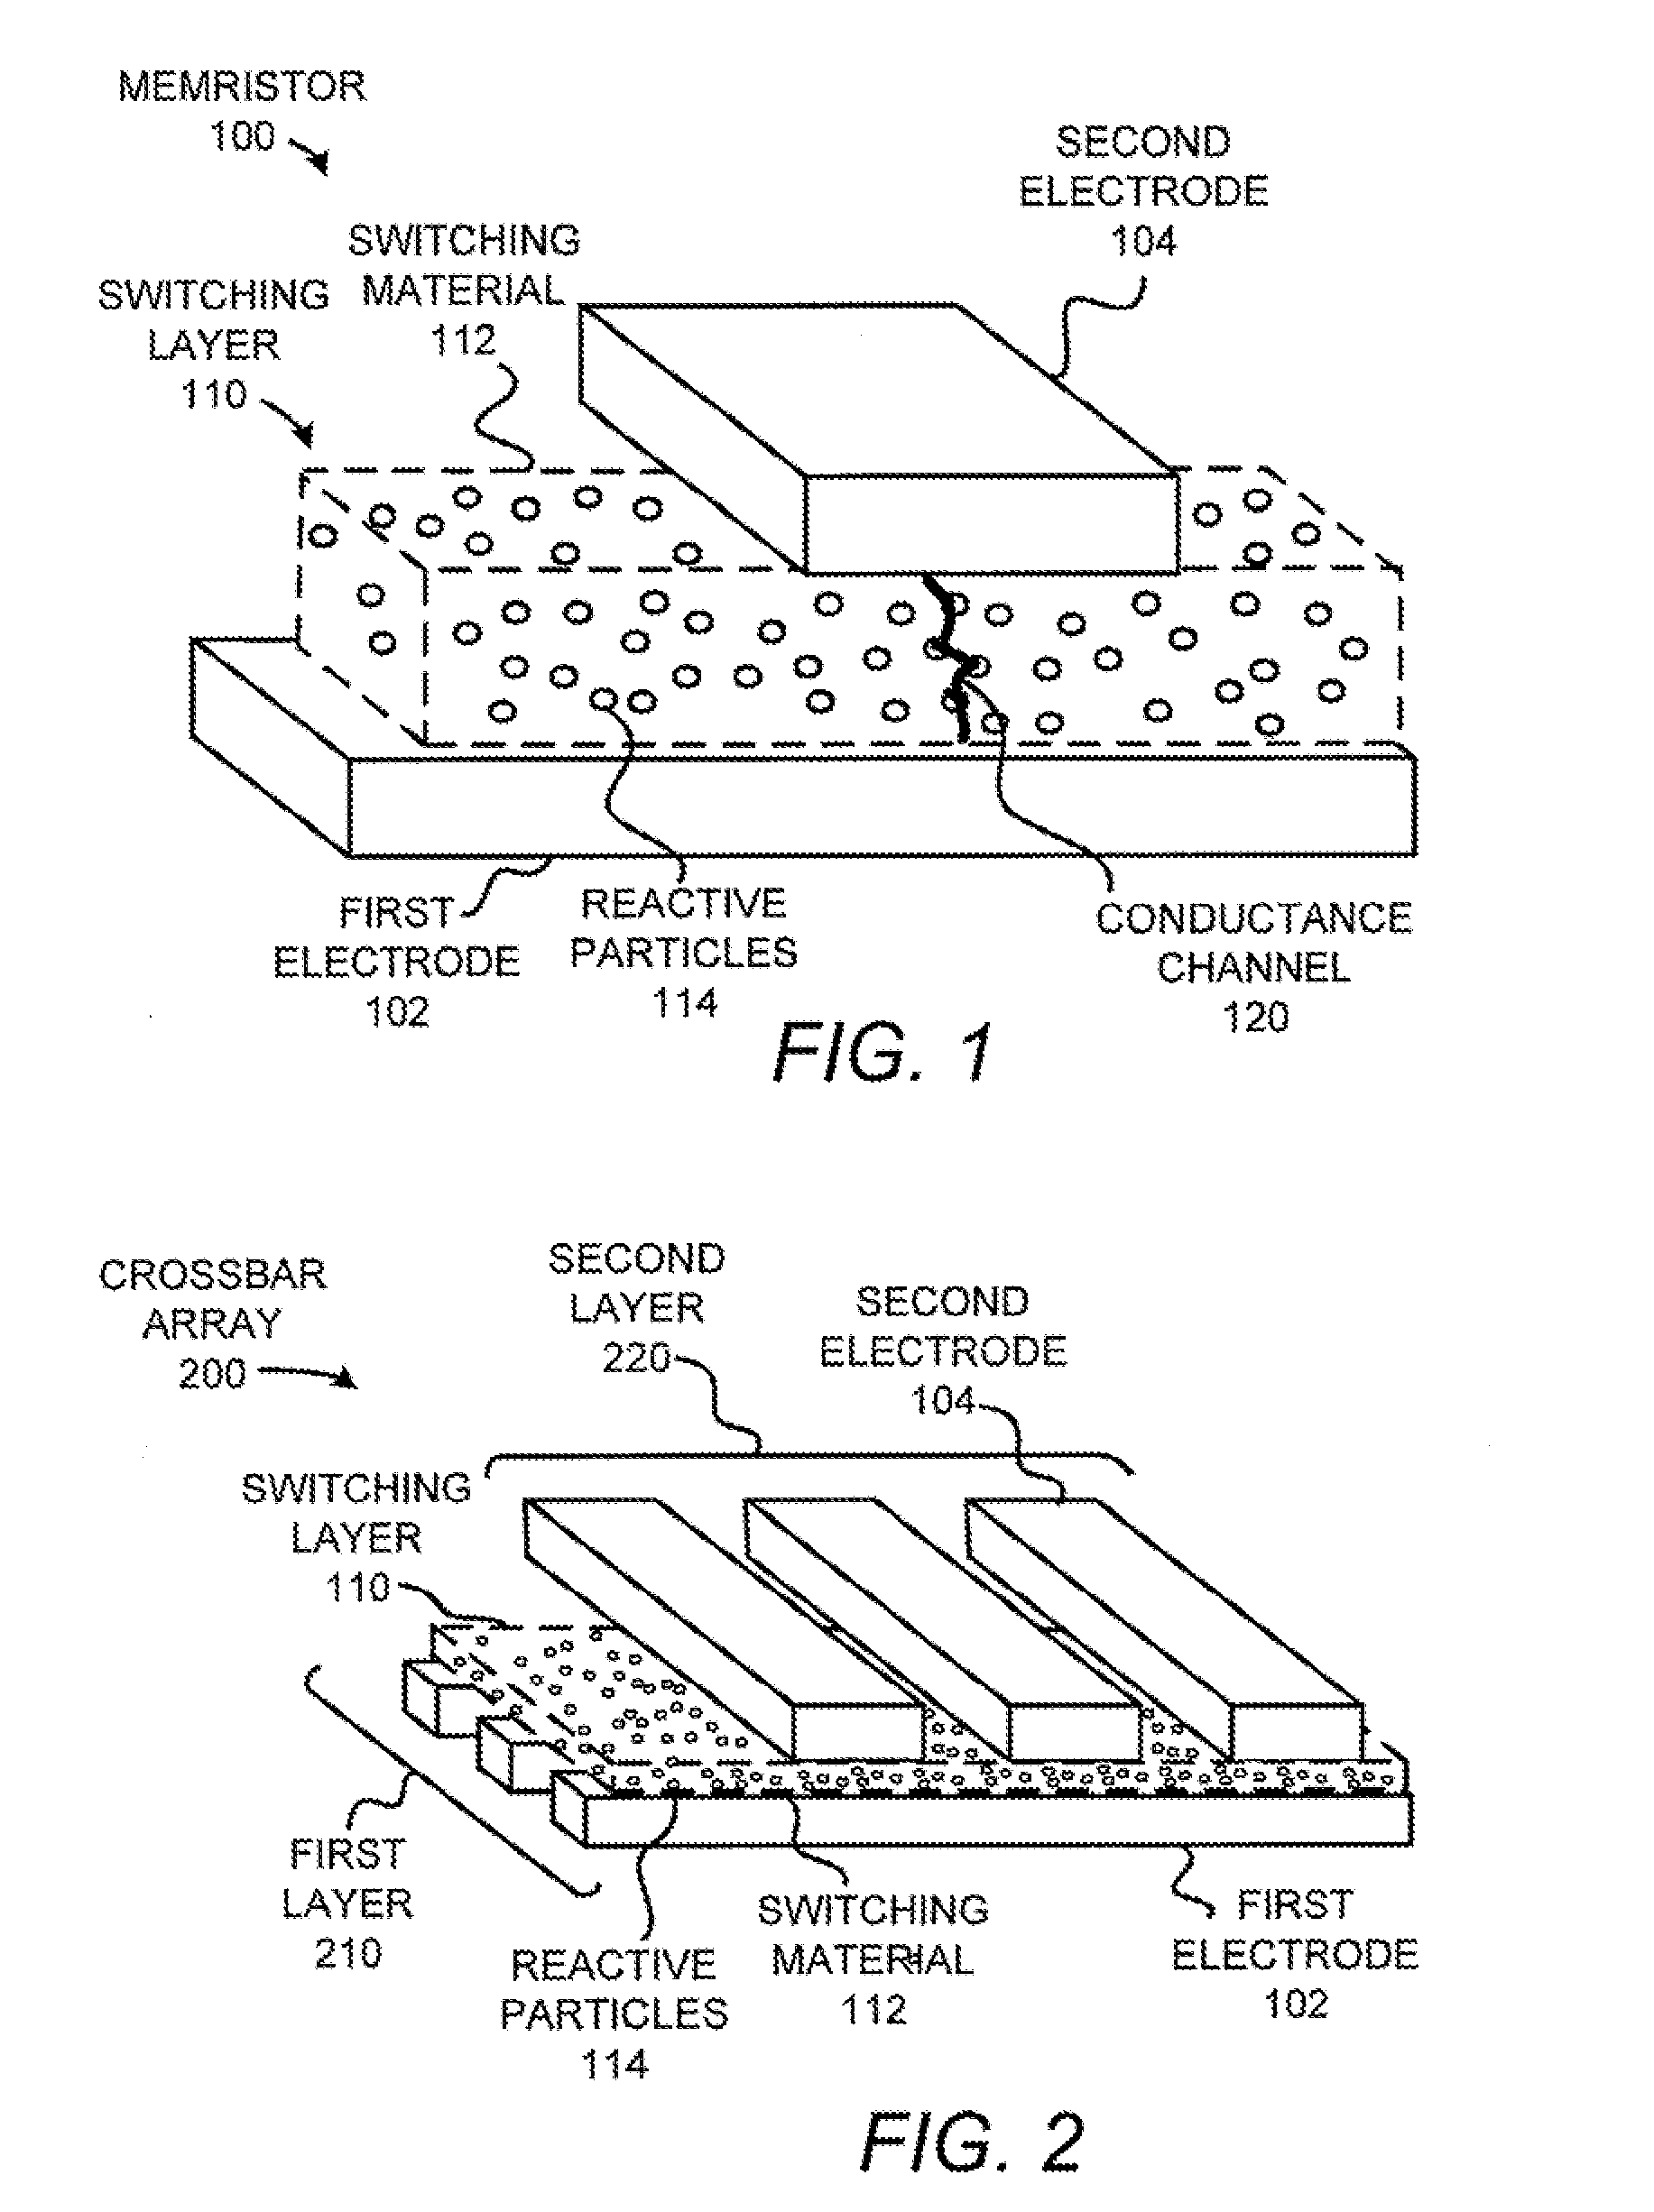 MEMRISTOR
100
SECOND
ELECTRODE
104
SWITCHING
MATERIAL
112
SWITCHING
LAYER
110
FIRST
ELECTRODE
102
REACTIVE
PARTICLES
114
CONDUCTANCE
CHANNEL
120
FIG. 1
CROSSBAR
ARRAY
200
SECOND
LAYER
220
SECOND
ELECTRODE
104
SWITCHING
LAYER
110
FIRST
LAYER
210
REACTIVE
PARTICLES
114
SWITCHING
MATERIAL
112
FIRST
ELECTRODE
102
FIG. 2